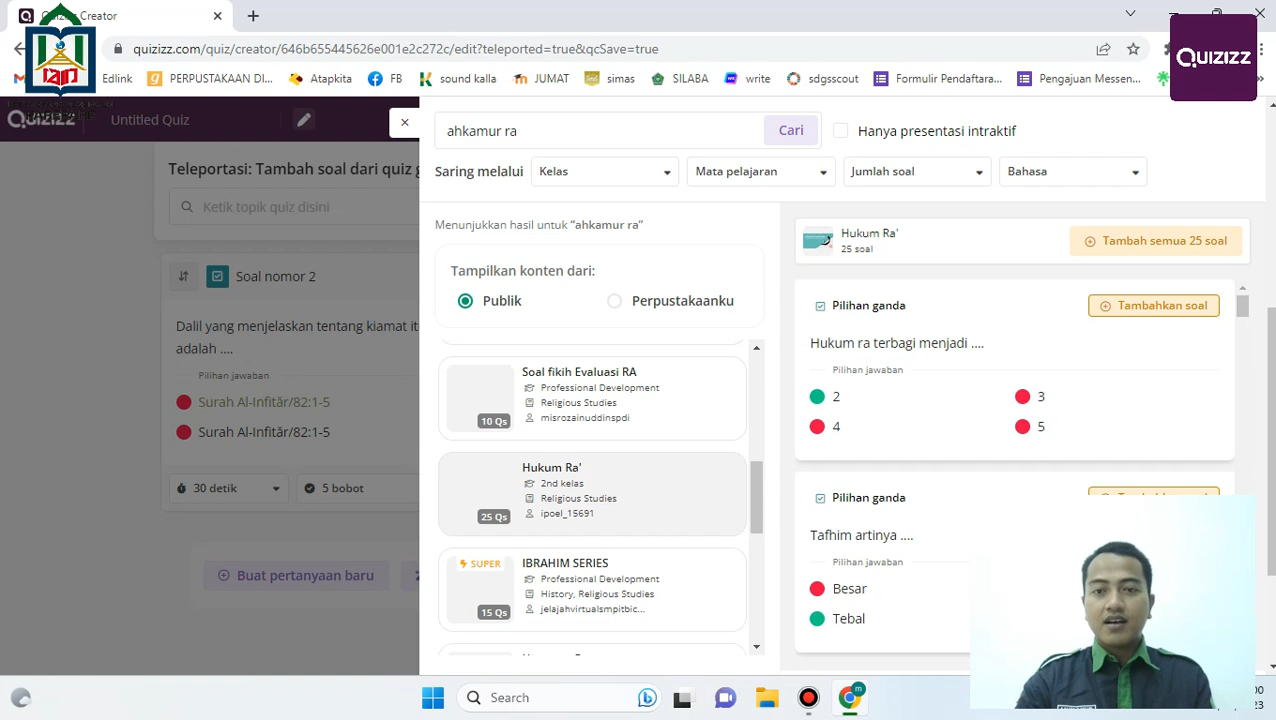 Quizizz Creator
quizizz.com/quiz/creator/646b655445626e001e2c272c/edit?teleported=true&qcSave=true
Edlink
PERPUSTAKAAN DI...
Atapkita
FB
sound kalla
JUMAT
simas
SILABA
write
sdgsscout
Formulir Pendaftara...
Pengajuan Messen...
QUIZIZZ
Quizizz
Untitled Quiz
ahkamur ra
Cari
Hanya presentasi intraktif
Saring melalui
Kelas
Mata pelajaran
Jumlah soal
Bahasa
Teleportasi: Tambah soal dari quiz g
Ketik topik quiz disini
Menunjukkan hasil untuk “ahkamur ra”
Tampilkan konten dari:
Publik
Perpustakaanku
Soal nomor 2
Dalil yang menjelaskan tentang kiamat it
adalah ....
Pilihan jawaban
Surah Al-Infitār/82:1-3
Surah Al-Infitār/82:1-5
30 detik
5 bobot
Buat pertanyaan baru
Soal fikih Evaluasi RA
Professional Development
Religious Studies
misrozainuddinspdi
10 Qs
Hukum Ra'
2nd kelas
Religious Studies
ipoel_15691
25 Qs
SUPER
IBRAHIM SERIES
Professional Development
History, Religious Studies
jelajahvirtualsmpitbic...
15 Qs
Hukum Ra'
25 soal
Tambah semua 25 soal
Pilihan ganda
Tambahkan soal
Hukum ra terbagi menjadi ....
Pilihan jawaban
2
3
4
5
Pilihan ganda
Tafhim artinya ....
Pilihan jawaban
Besar
Tebal
Search